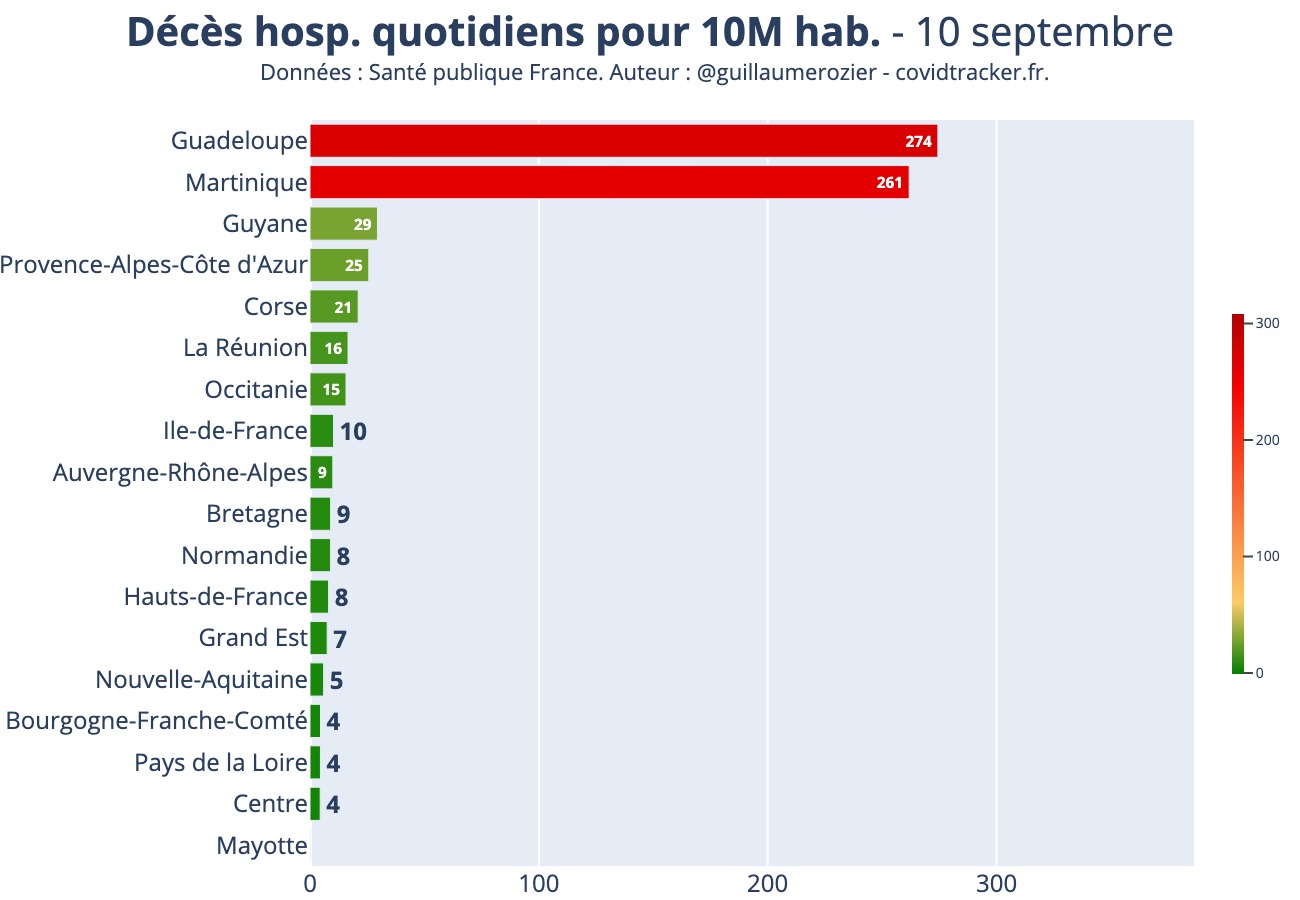 Décès hosp. quotidiens pour 10M hab. - 10 septembre
Données : Santé publique France. Auteur : @guillaumerozier - covidtracker.fr.
Guadeloupe 274
Martinique 261
Guyane 29
Provence-Alpes-Côte d'Azur 25
Corse 21
La Réunion 16
Occitanie 15
Ile-de-France 10
Auvergne-Rhône-Alpes 9
Bretagne 9
Normandie 8
Hauts-de-France 8
Grand Est 7
Nouvelle-Aquitaine 5
Bourgogne-Franche-Comté 4
Pays de la Loire 4
Centre 4
Mayotte
0 100 200 300
300
200
100
0